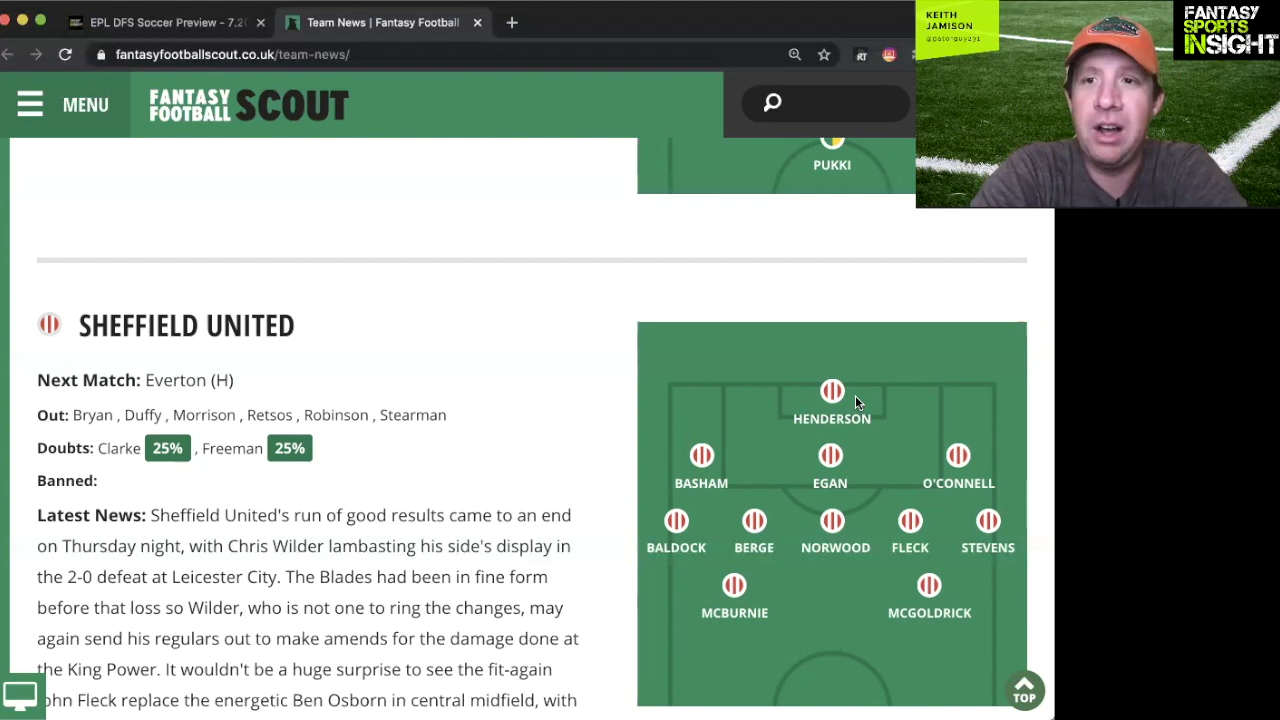 EPL DFS Soccer Preview - 7.20
Team News | Fantasy Football
KEITH
JAMISON
@gatorguy231
FANTASY
SPORTS
INSIGHT
fantasyfootballscout.co.uk/team-news/
MENU
FANTASY
FOOTBALL SCOUT
PUKKI
SHEFFIELD UNITED
Next Match: Everton (H)
Out: Bryan , Duffy , Morrison , Retsos , Robinson , Stearman
Doubts: Clarke 25% , Freeman 25%
Banned:
Latest News: Sheffield United's run of good results came to an end
on Thursday night, with Chris Wilder lambasting his side's display in
the 2-0 defeat at Leicester City. The Blades had been in fine form
before that loss so Wilder, who is not one to ring the changes, may
again send his regulars out to make amends for the damage done at
the King Power. It wouldn't be a huge surprise to see the fit-again
John Fleck replace the energetic Ben Osborn in central midfield, with
HENDERSON
BASHAM EGAN O'CONNELL
BALDOCK BERGE NORWOOD FLECK STEVENS
MCBURNIE MCGOLDRICK
TOP